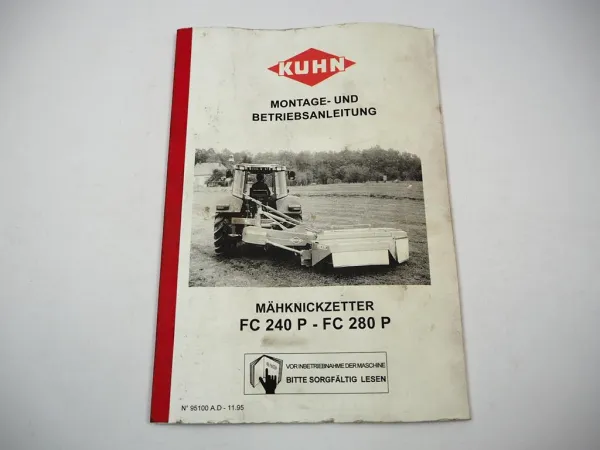 KUHN
MONTAGE- UND
BETRIEBSANLEITUNG
MÄHKNICKZETTER
FC 240 P - FC 280 P
VOR INBETRIEBNAHME DER MASCHINE
BITTE SORGFÄLTIG LESEN
N° 95100 A.D - 11.95